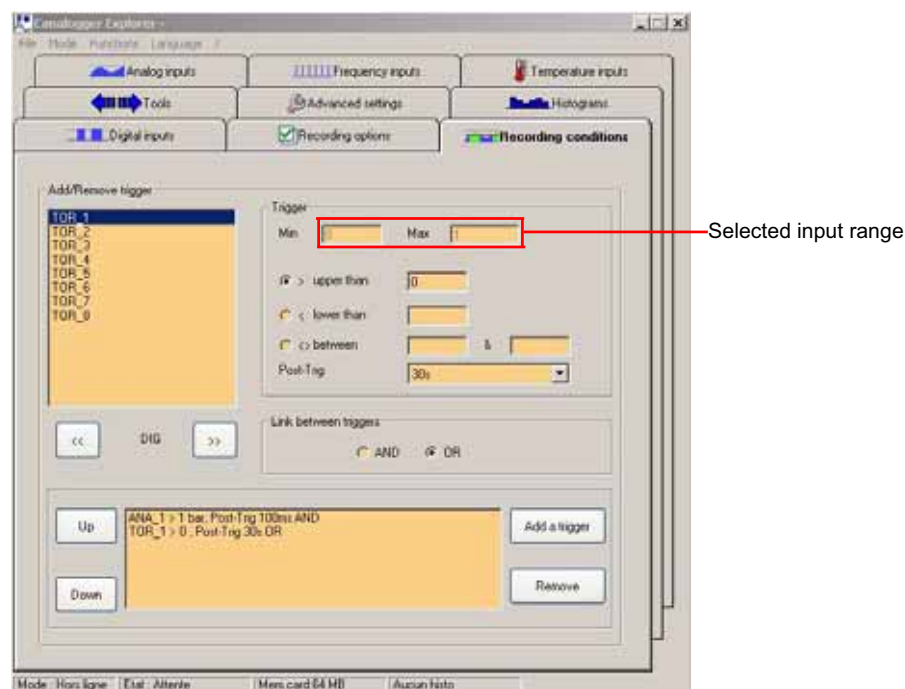 Canalogger Explorer -
File Mode Functions Language ?
Analog inputs Frequency inputs Temperature inputs
Tools Advanced settings Histograms
Digital inputs Recording options Recording conditions
Add/Remove trigger
TOR_1
TOR_2
TOR_3
TOR_4
TOR_5
TOR_6
TOR_7
TOR_8
<< DIG >>
Trigger
Min Max
Selected input range
> upper than 0
< lower than
<> between &
Post-Trig 30s
Link between triggers
AND OR
Up
Down
ANA_1 > 1 bar, Post-Trig 100ms AND
TOR_1 > 0 , Post-Trig 30s OR
Add a trigger
Remove
Mode : Hors ligne Etat : Attente Mem card 64 MB Aucun histo